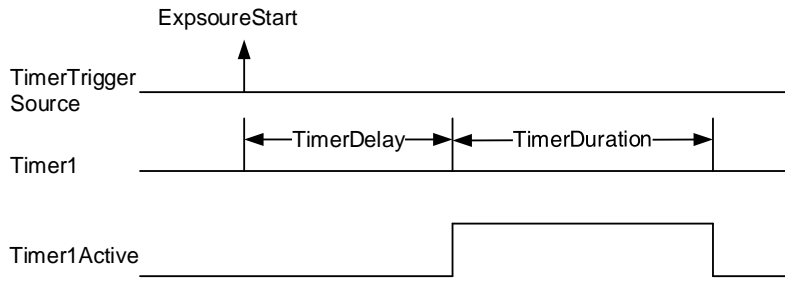 ExpsoureStart
TimerTrigger
Source
TimerDelay
TimerDuration
Timer1
Timer1Active